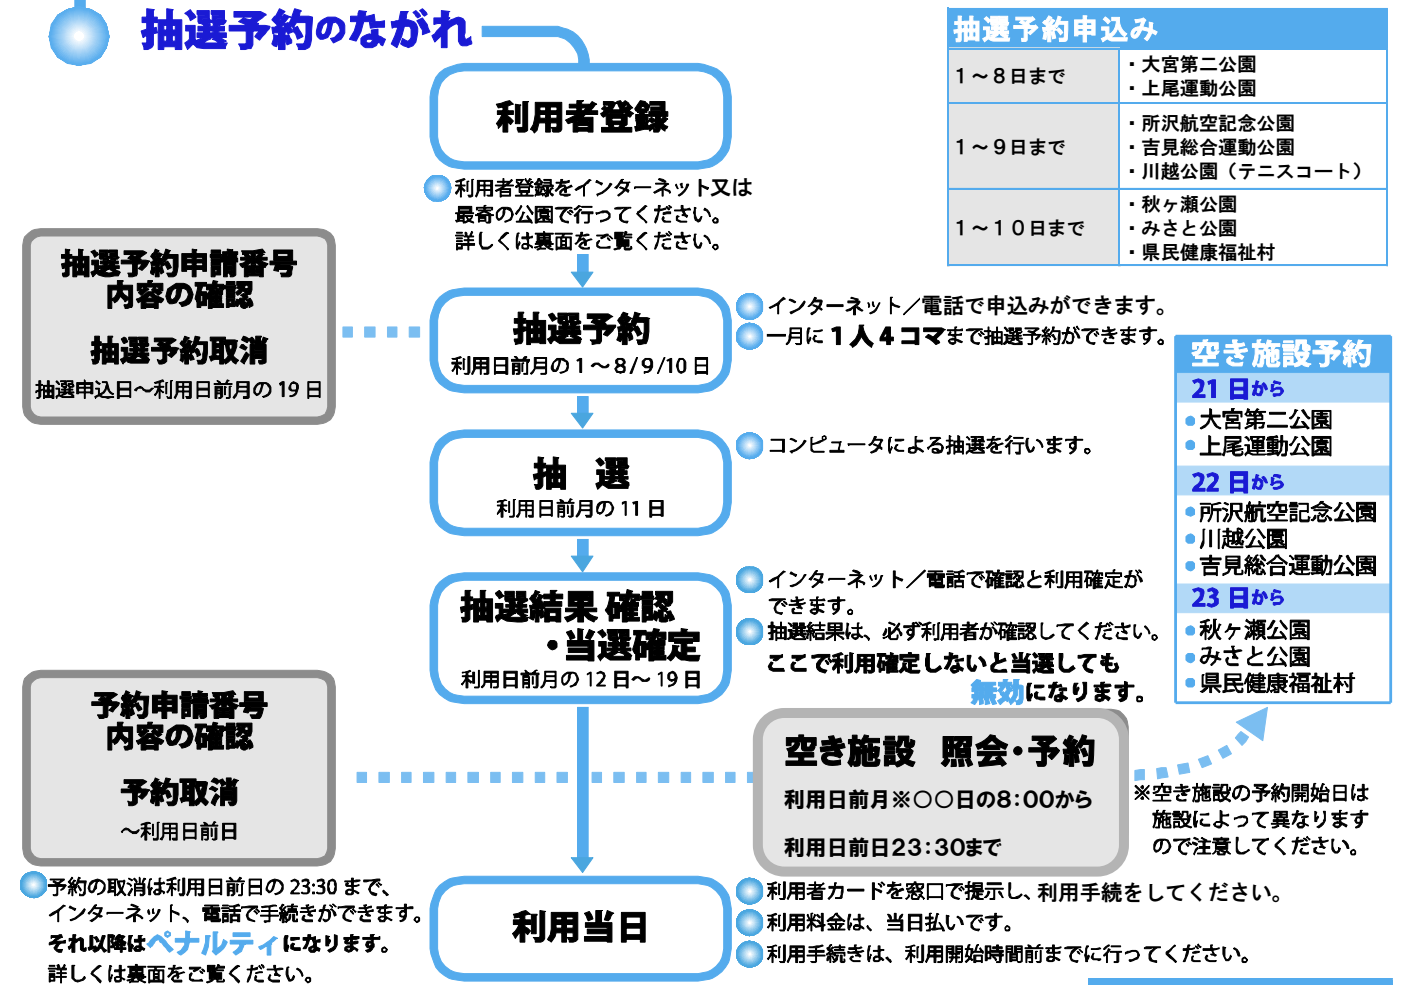 抽選予約のながれ
利用者登録
利用者登録をインターネット又は
最寄の公園で行ってください。
詳しくは裏面をご覧ください。
抽選予約申込み
1～8日まで
・大宮第二公園
・上尾運動公園
1～9日まで
・所沢航空記念公園
・吉見総合運動公園
・川越公園（テニスコート）
1～10日まで
・秋ヶ瀬公園
・みさと公園
・県民健康福祉村
抽選予約申請番号
内容の確認
抽選予約取消
抽選申込日～利用日前月の 19 日
抽選予約
利用日前月の 1 ～ 8/9/10 日
インターネット／電話で申込みができます。
一月に 1 人 4 コマまで抽選予約ができます。
抽　選
利用日前月の 11 日
コンピュータによる抽選を行います。
抽選結果 確認
・当選確定
利用日前月の 12 日～ 19 日
インターネット／電話で確認と利用確定が
できます。
抽選結果は、必ず利用者が確認してください。
ここで利用確定しないと当選しても
無効になります。
空き施設予約
21 日から
大宮第二公園
上尾運動公園
22 日から
所沢航空記念公園
川越公園
吉見総合運動公園
23 日から
秋ヶ瀬公園
みさと公園
県民健康福祉村
予約申請番号
内容の確認
予約取消
～利用日前日
予約の取消は利用日前日の 23:30 まで、
インターネット、電話で手続きができます。
それ以降はペナルティになります。
詳しくは裏面をご覧ください。
空き施設　照会・予約
利用日前月※〇〇日の8：00から
利用日前日23：30まで
※空き施設の予約開始日は
施設によって異なります
ので注意してください。
利用当日
利用者カードを窓口で提示し、利用手続をしてください。
利用料金は、当日払いです。
利用手続きは、利用開始時間前までに行ってください。